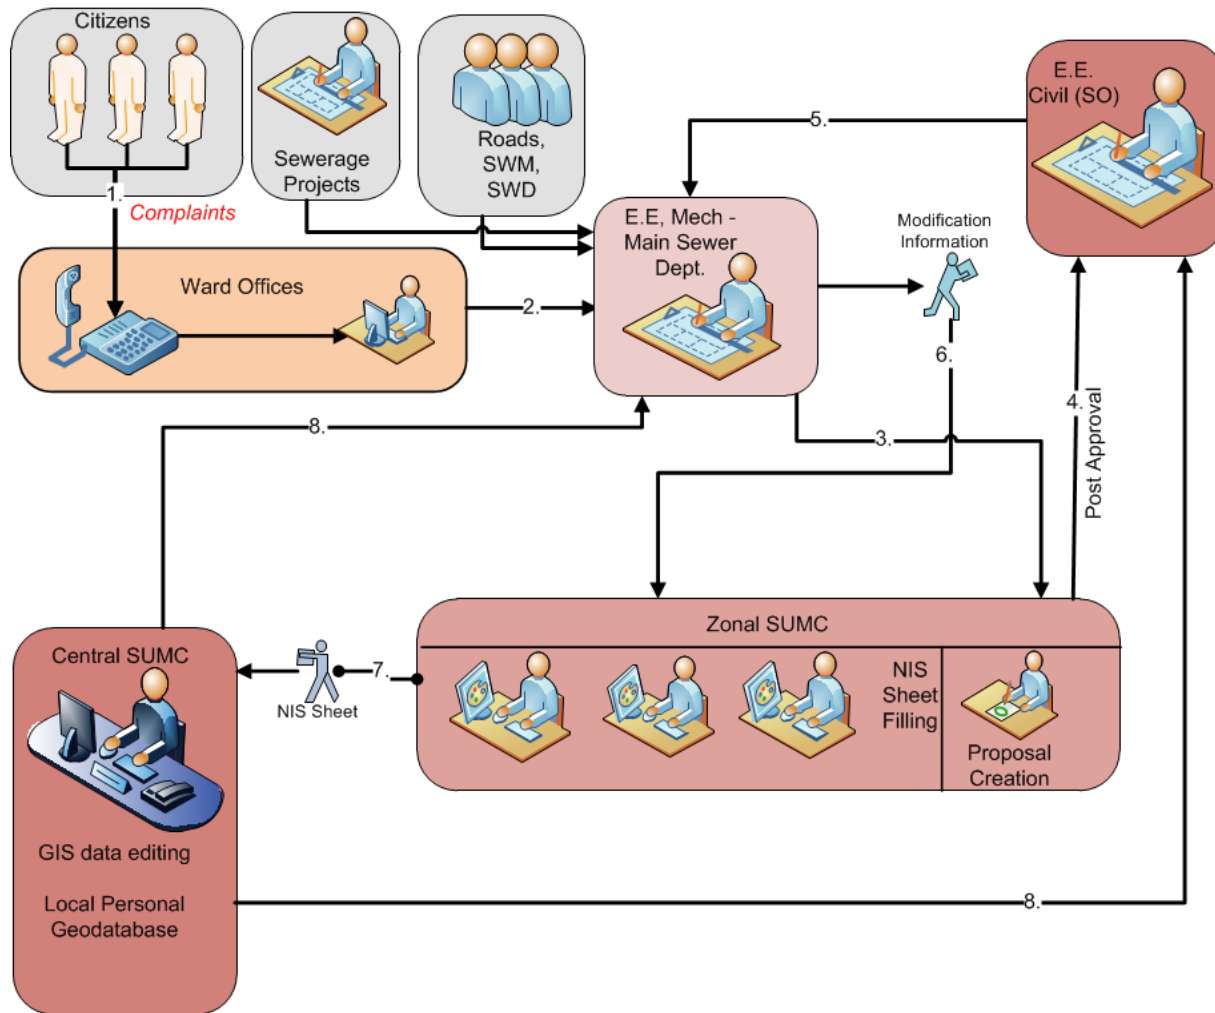 Citizens
1.
Complaints
Sewerage
Projects
Roads,
SWM,
SWD
E.E.
Civil (SO)
5.
Ward Offices
2.
E.E, Mech -
Main Sewer
Dept.
Modification
Information
6.
8.
3.
4.
Post Approval
Central SUMC
GIS data editing
Local Personal
Geodatabase
NIS Sheet
7.
Zonal SUMC
NIS
Sheet
Filling
Proposal
Creation
8.